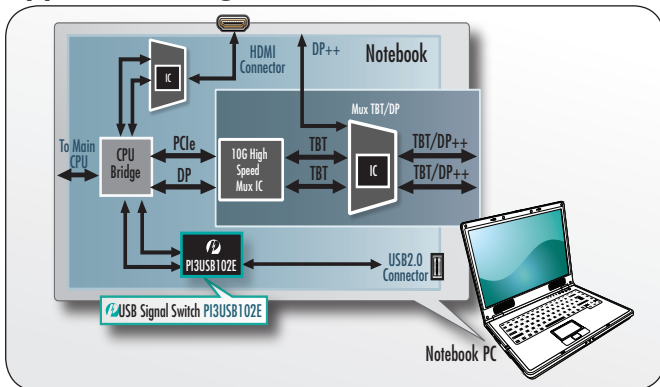 HDMI
Connector
DP++
Notebook
IC
Mux TBT/DP
To Main
CPU
CPU
Bridge
PCIe
DP
10G High
Speed
Mux IC
TBT
TBT
IC
TBT/DP++
TBT/DP++
PI3USB102E
USB2.0
Connector
USB Signal Switch PI3USB102E
Notebook PC